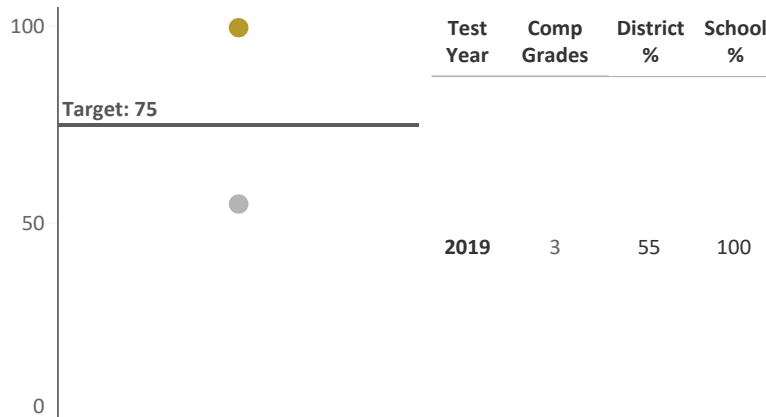 100
Target: 75
50
0
Test Comp District School
Year Grades % %
2019 3 55 100